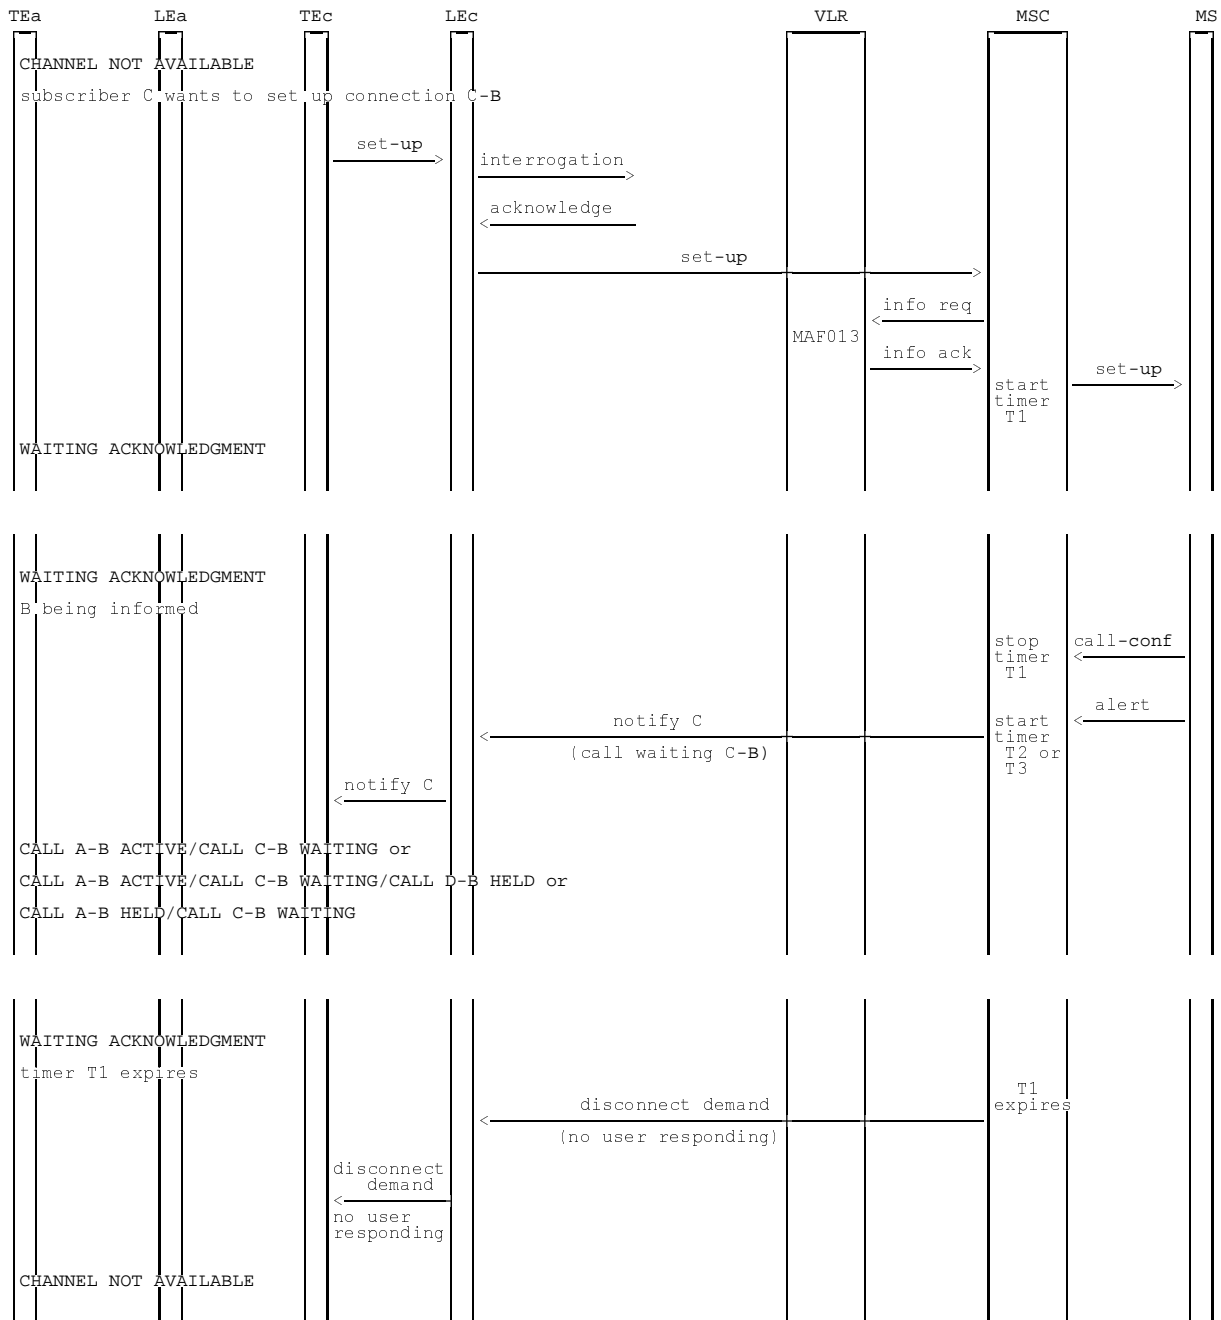 TEa LEa TEc LEc VLR MSC MS
CHANNEL NOT AVAILABLE
subscriber C wants to set up connection C-B
set-up
interrogation
acknowledge
set-up
info req
MAF013
info ack
set-up
start
timer
T1
WAITING ACKNOWLEDGMENT
WAITING ACKNOWLEDGMENT
B being informed
stop
timer
T1
call-conf
alert
notify C
(call waiting C-B)
start
timer
T2 or
T3
notify C
CALL A-B ACTIVE/CALL C-B WAITING or
CALL A-B ACTIVE/CALL C-B WAITING/CALL D-B HELD or
CALL A-B HELD/CALL C-B WAITING
WAITING ACKNOWLEDGMENT
timer T1 expires
T1
expires
disconnect demand
(no user responding)
disconnect
demand
no user
responding
CHANNEL NOT AVAILABLE